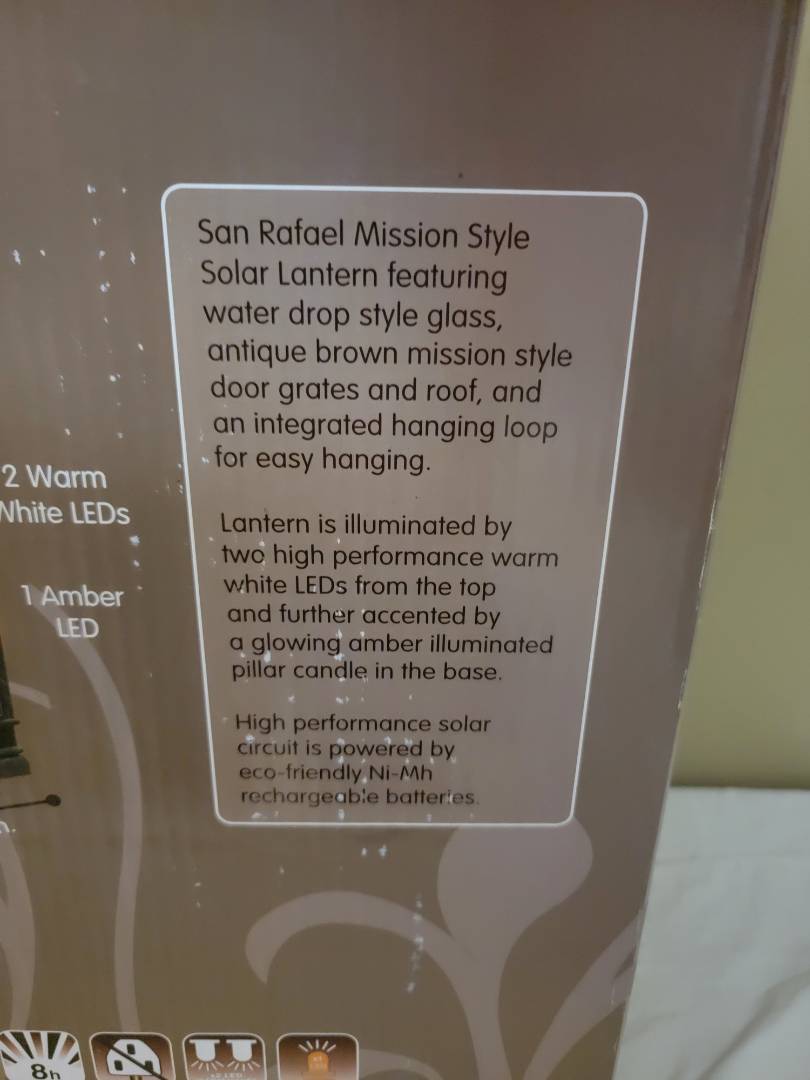 San Rafael Mission Style
Solar Lantern featuring
water drop style glass,
antique brown mission style
door grates and roof, and
an integrated hanging loop
for easy hanging.
Lantern is illuminated by
two high performance warm
white LEDs from the top
and further accented by
a glowing amber illuminated
pillar candle in the base.
High performance solar
circuit is powered by
eco-friendly Ni-Mh
rechargeable batteries.
2 Warm
White LEDs
1 Amber
LED
8h